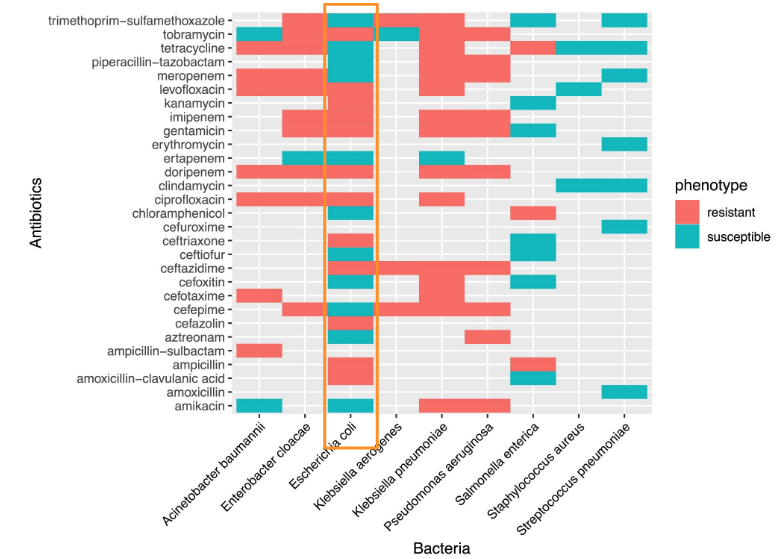 trimethoprim−sulfamethoxazole
tobramycin
tetracycline
piperacillin−tazobactam
meropenem
levofloxacin
kanamycin
imipenem
gentamicin
erythromycin
ertapenem
doripenem
clindamycin
ciprofloxacin
chloramphenicol
cefuroxime
ceftriaxone
ceftiofur
ceftazidime
cefoxitin
cefotaxime
cefepime
cefazolin
aztreonam
ampicillin−sulbactam
ampicillin
amoxicillin−clavulanic acid
amoxicillin
amikacin
Antibiotics
phenotype
resistant
susceptible
Acinetobacter baumannii
Enterobacter cloacae
Escherichia coli
Klebsiella aerogenes
Klebsiella pneumoniae
Pseudomonas aeruginosa
Salmonella enterica
Staphylococcus aureus
Streptococcus pneumoniae
Bacteria